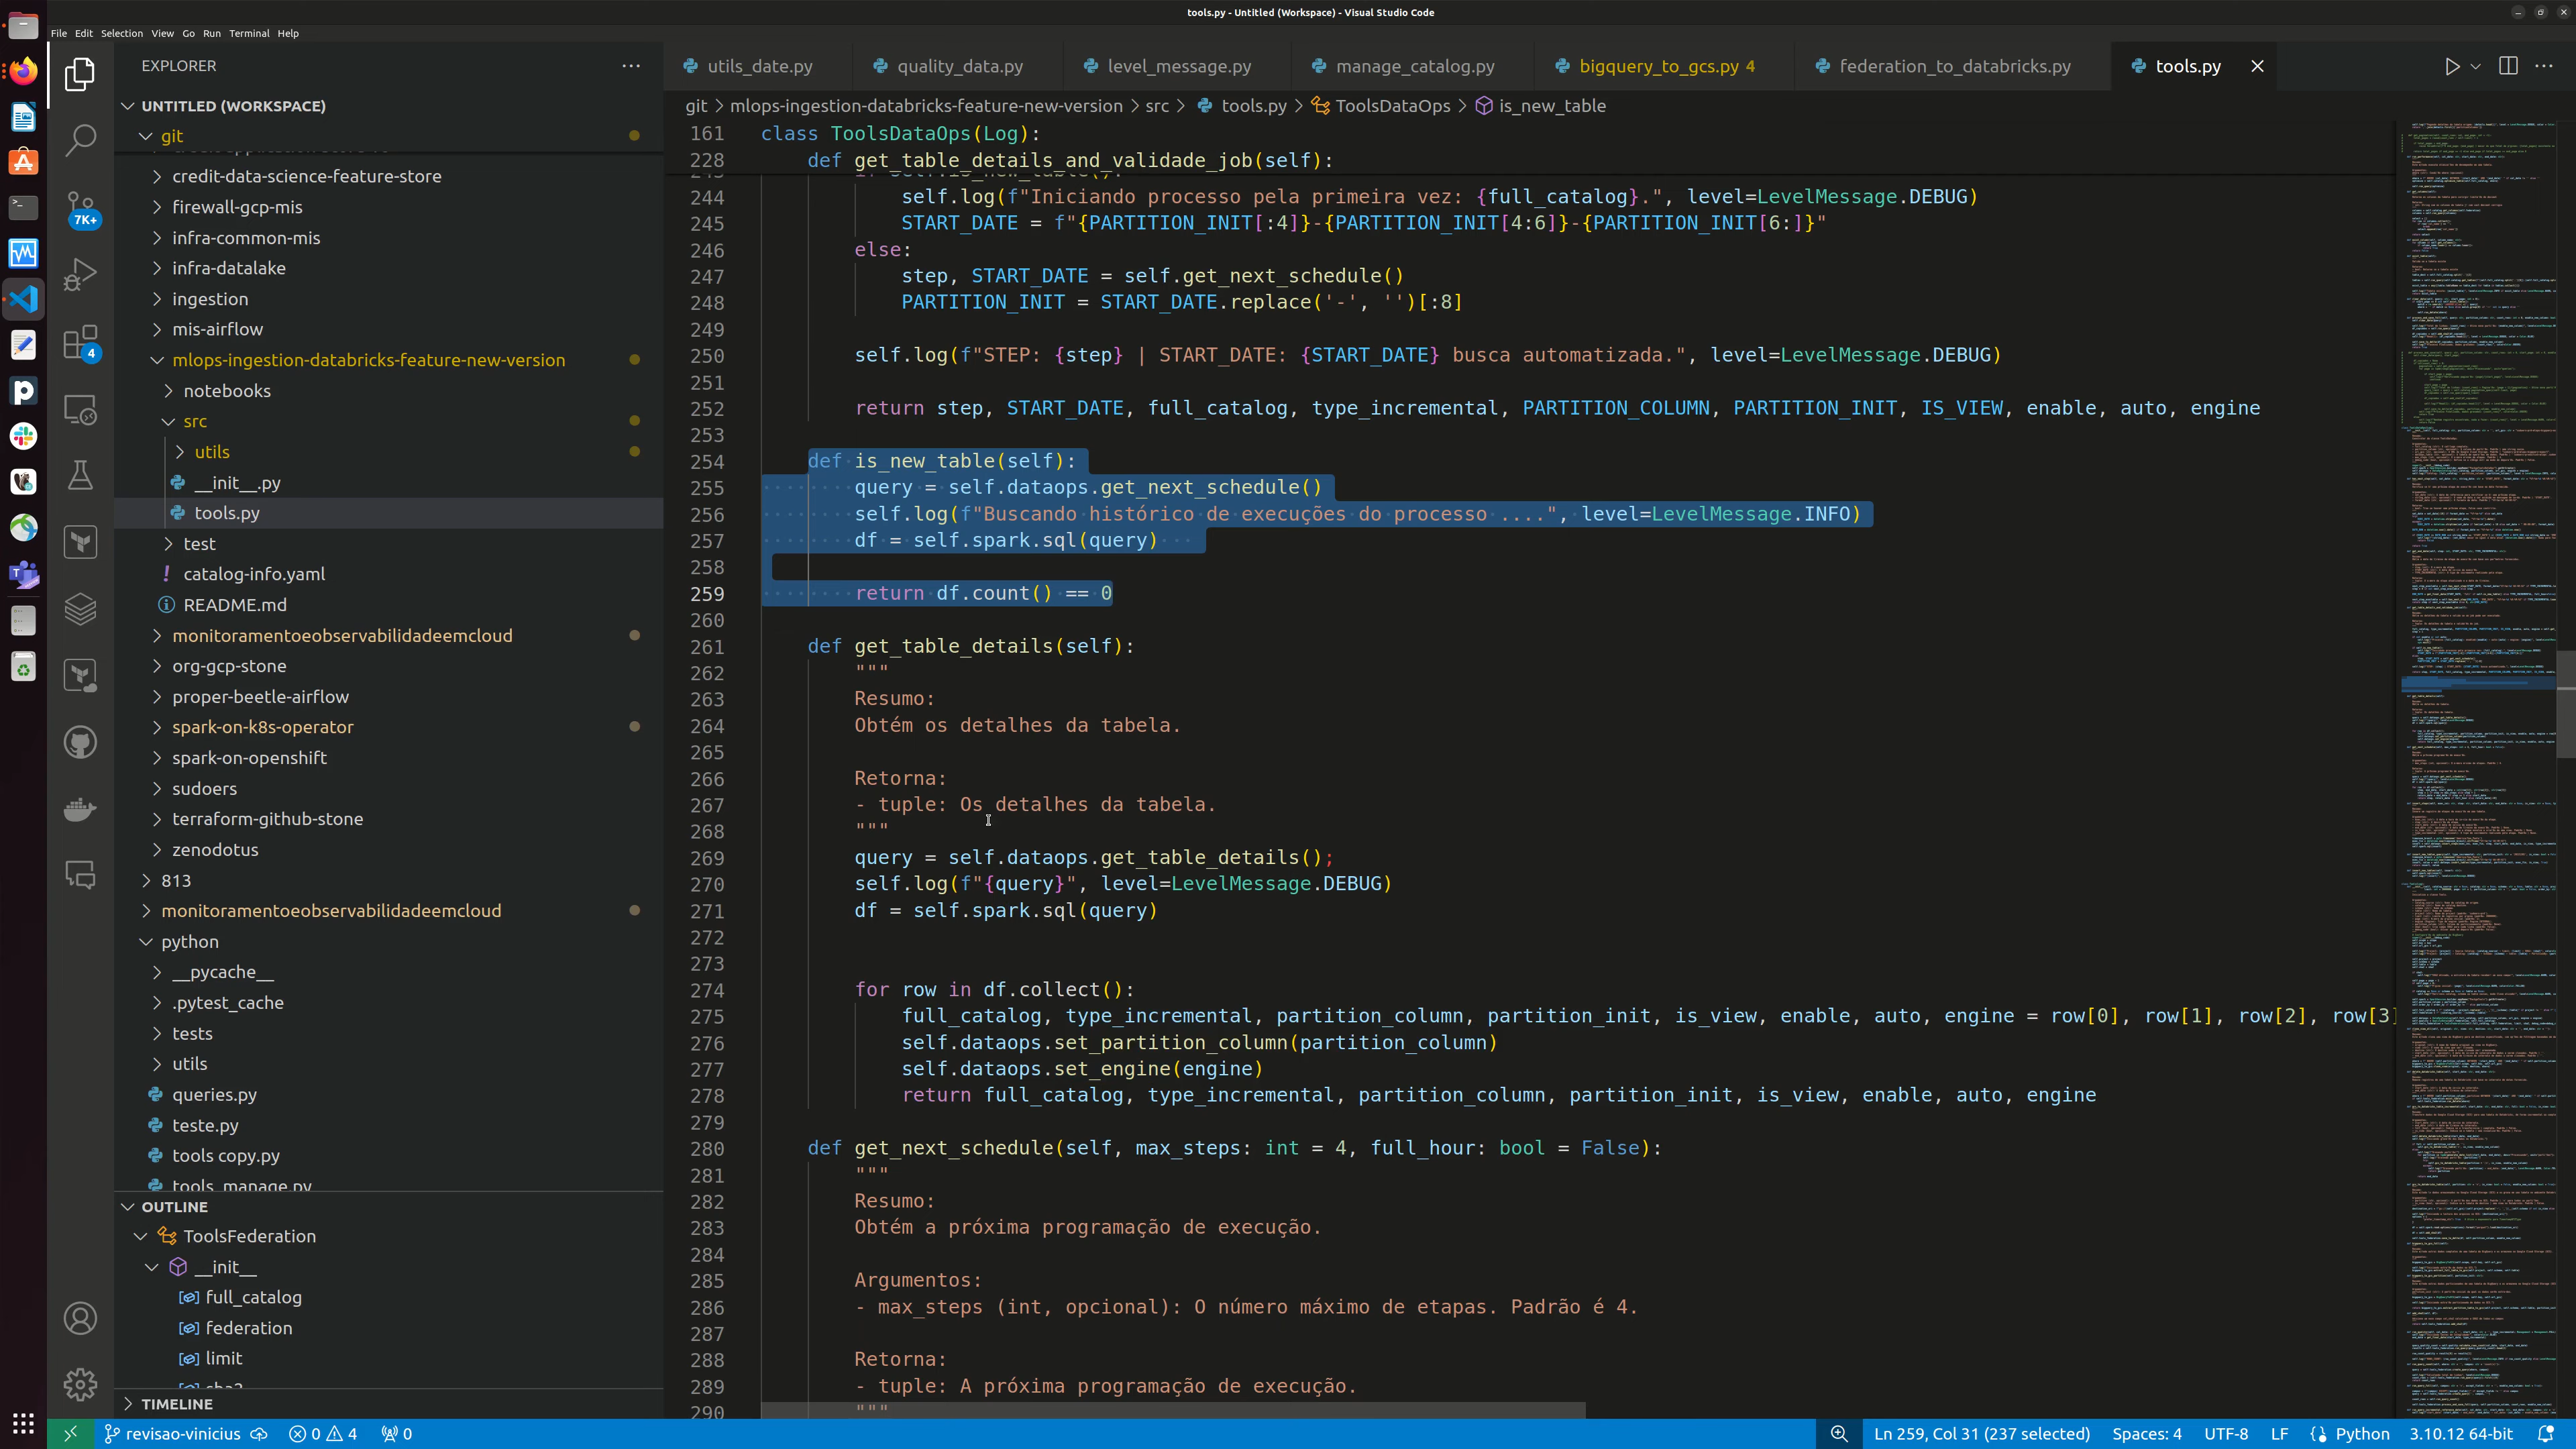 tools.py - Untitled (Workspace) - Visual Studio Code
File Edit Selection View Go Run Terminal Help
EXPLORER
UNTITLED (WORKSPACE)
git
credit-data-science-feature-store
firewall-gcp-mis
infra-common-mis
infra-datalake
ingestion
mis-airflow
mlops-ingestion-databricks-feature-new-version
notebooks
src
utils
__init__.py
tools.py
test
catalog-info.yaml
README.md
monitoramentoeobservabilidadeemcloud
org-gcp-stone
proper-beetle-airflow
spark-on-k8s-operator
spark-on-openshift
sudoers
terraform-github-stone
zenodotus
813
monitoramentoeobservabilidadeemcloud
python
__pycache__
.pytest_cache
tests
utils
queries.py
teste.py
tools copy.py
tools_manage.py
OUTLINE
ToolsFederation
__init__
full_catalog
federation
limit
TIMELINE
7K+
4
utils_date.py quality_data.py level_message.py manage_catalog.py bigquery_to_gcs.py 4 federation_to_databricks.py tools.py
git > mlops-ingestion-databricks-feature-new-version > src > tools.py > ToolsDataOps > is_new_table
161 class ToolsDataOps(Log):
228 def get_table_details_and_validade_job(self):
244 self.log(f"Iniciando processo pela primeira vez: {full_catalog}.", level=LevelMessage.DEBUG)
245 START_DATE = f"{PARTITION_INIT[:4]}-{PARTITION_INIT[4:6]}-{PARTITION_INIT[6:]}"
246 else:
247 step, START_DATE = self.get_next_schedule()
248 PARTITION_INIT = START_DATE.replace('-', '')[:8]
249
250 self.log(f"STEP: {step} | START_DATE: {START_DATE} busca automatizada.", level=LevelMessage.DEBUG)
251
252 return step, START_DATE, full_catalog, type_incremental, PARTITION_COLUMN, PARTITION_INIT, IS_VIEW, enable, auto, engine
253
254 def is_new_table(self):
255 query = self.dataops.get_next_schedule()
256 self.log(f"Buscando histórico de execuções do processo ....", level=LevelMessage.INFO)
257 df = self.spark.sql(query)
258
259 return df.count() == 0
260
261 def get_table_details(self):
262 """
263 Resumo:
264 Obtém os detalhes da tabela.
265
266 Retorna:
267 - tuple: Os detalhes da tabela.
268 """
269 query = self.dataops.get_table_details();
270 self.log(f"{query}", level=LevelMessage.DEBUG)
271 df = self.spark.sql(query)
272
273
274 for row in df.collect():
275 full_catalog, type_incremental, partition_column, partition_init, is_view, enable, auto, engine = row[0], row[1], row[2], row[3]
276 self.dataops.set_partition_column(partition_column)
277 self.dataops.set_engine(engine)
278 return full_catalog, type_incremental, partition_column, partition_init, is_view, enable, auto, engine
279
280 def get_next_schedule(self, max_steps: int = 4, full_hour: bool = False):
281 """
282 Resumo:
283 Obtém a próxima programação de execução.
284
285 Argumentos:
286 - max_steps (int, opcional): O número máximo de etapas. Padrão é 4.
287
288 Retorna:
289 - tuple: A próxima programação de execução.
290 """
revisao-vinicius 0 4 0 Ln 259, Col 31 (237 selected) Spaces: 4 UTF-8 LF Python 3.10.12 64-bit